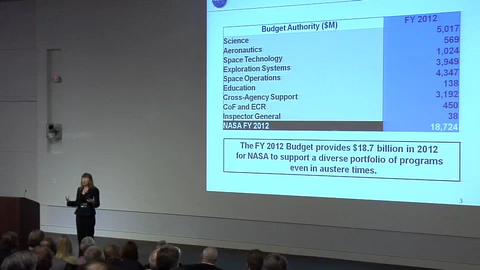 Budget Authority ($M) FY 2012
Science 5,017
Aeronautics 569
Space Technology 1,024
Exploration Systems 3,949
Space Operations 4,347
Education 138
Cross-Agency Support 3,192
CoF and ECR 450
Inspector General 38
NASA FY 2012 18,724
The FY 2012 Budget provides $18.7 billion in 2012
for NASA to support a diverse portfolio of programs
even in austere times.
3